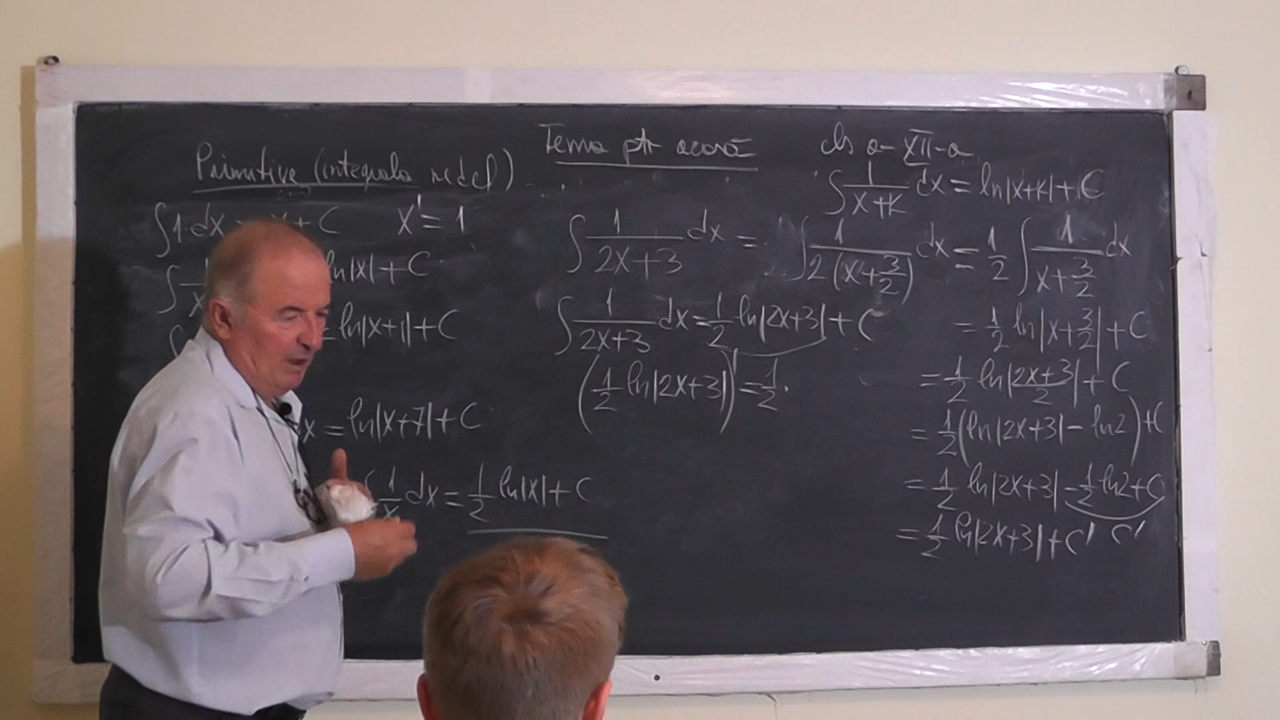 Primitive (integrala nedef)
∫1 dx = x + C x' = 1
ln|x| + C
= ln|x+1| + C
x = ln|x+7| + C
∫ 1/x dx = 1/2 ln|x| + C
Tema ptr acasă
∫ 1/(2x+3) dx = ∫ 1/(2(x+3/2)) dx = 1/2 ∫ 1/(x+3/2) dx
∫ 1/(2x+3) dx = 1/2 ln|2x+3| + C
(1/2 ln|2x+3|)' = 1/2 ·
cls a-XII-a
∫ 1/(x+k) dx = ln|x+k| + C
= 1/2 ln|x+3/2| + C
= 1/2 ln|(2x+3)/2| + C
= 1/2 (ln|2x+3| - ln2) + C
= 1/2 ln|2x+3| - 1/2 ln2 + C
= 1/2 ln|2x+3| + C' C'